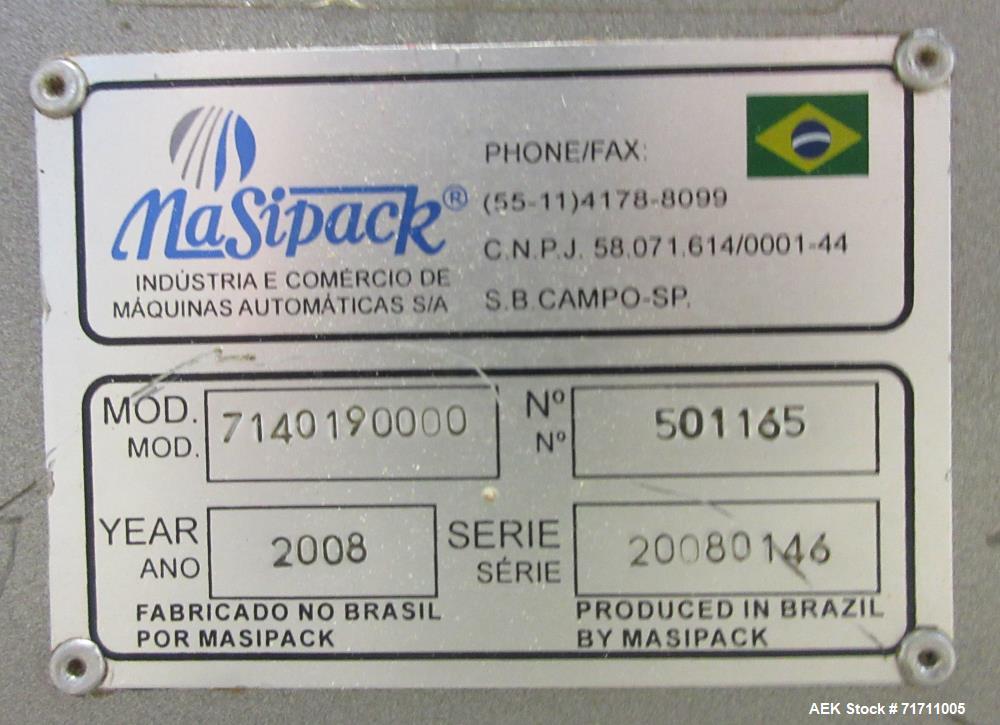 MaSipack®
INDÚSTRIA E COMÉRCIO DE
MÁQUINAS AUTOMÁTICAS S/A
PHONE/FAX:
(55-11)4178-8099
C.N.P.J. 58.071.614/0001-44
S.B.CAMPO-SP.
MOD. 7140190000 Nº 501165
MOD. Nº
YEAR 2008 SERIE 20080146
ANO SÉRIE
FABRICADO NO BRASIL
POR MASIPACK
PRODUCED IN BRAZIL
BY MASIPACK
AEK Stock # 71711005